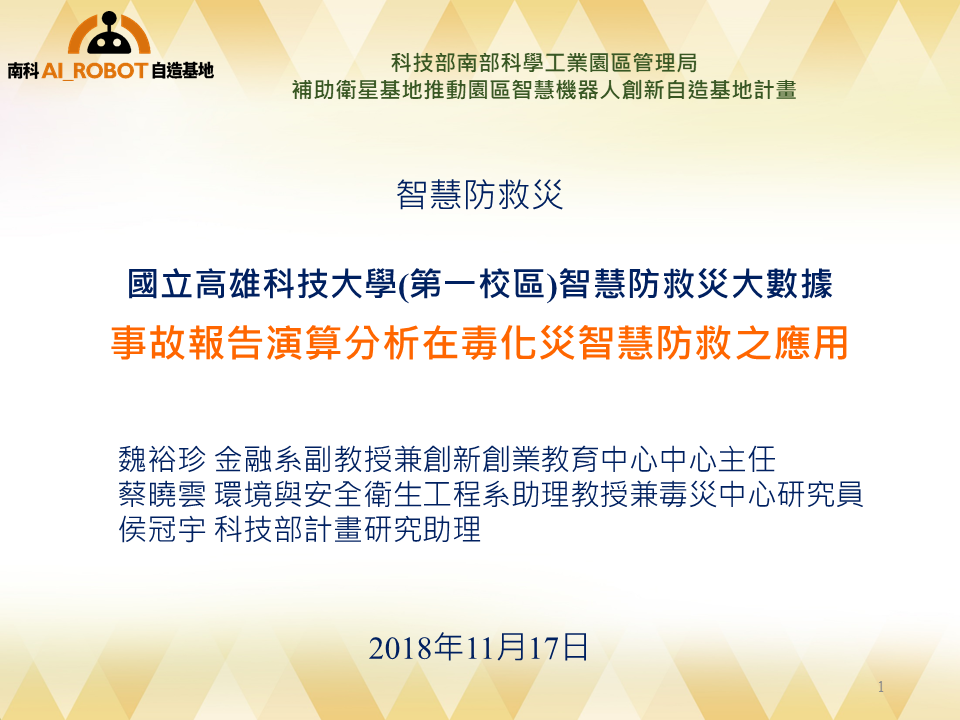 南科AI_ROBOT自造基地
科技部南部科學工業園區管理局
補助衛星基地推動園區智慧機器人創新自造基地計畫
智慧防救災
國立高雄科技大學(第一校區)智慧防救災大數據
事故報告演算分析在毒化災智慧防救之應用
魏裕珍 金融系副教授兼創新創業教育中心中心主任
蔡曉雲 環境與安全衛生工程系助理教授兼毒災中心研究員
侯冠宇 科技部計畫研究助理
2018年11月17日
1